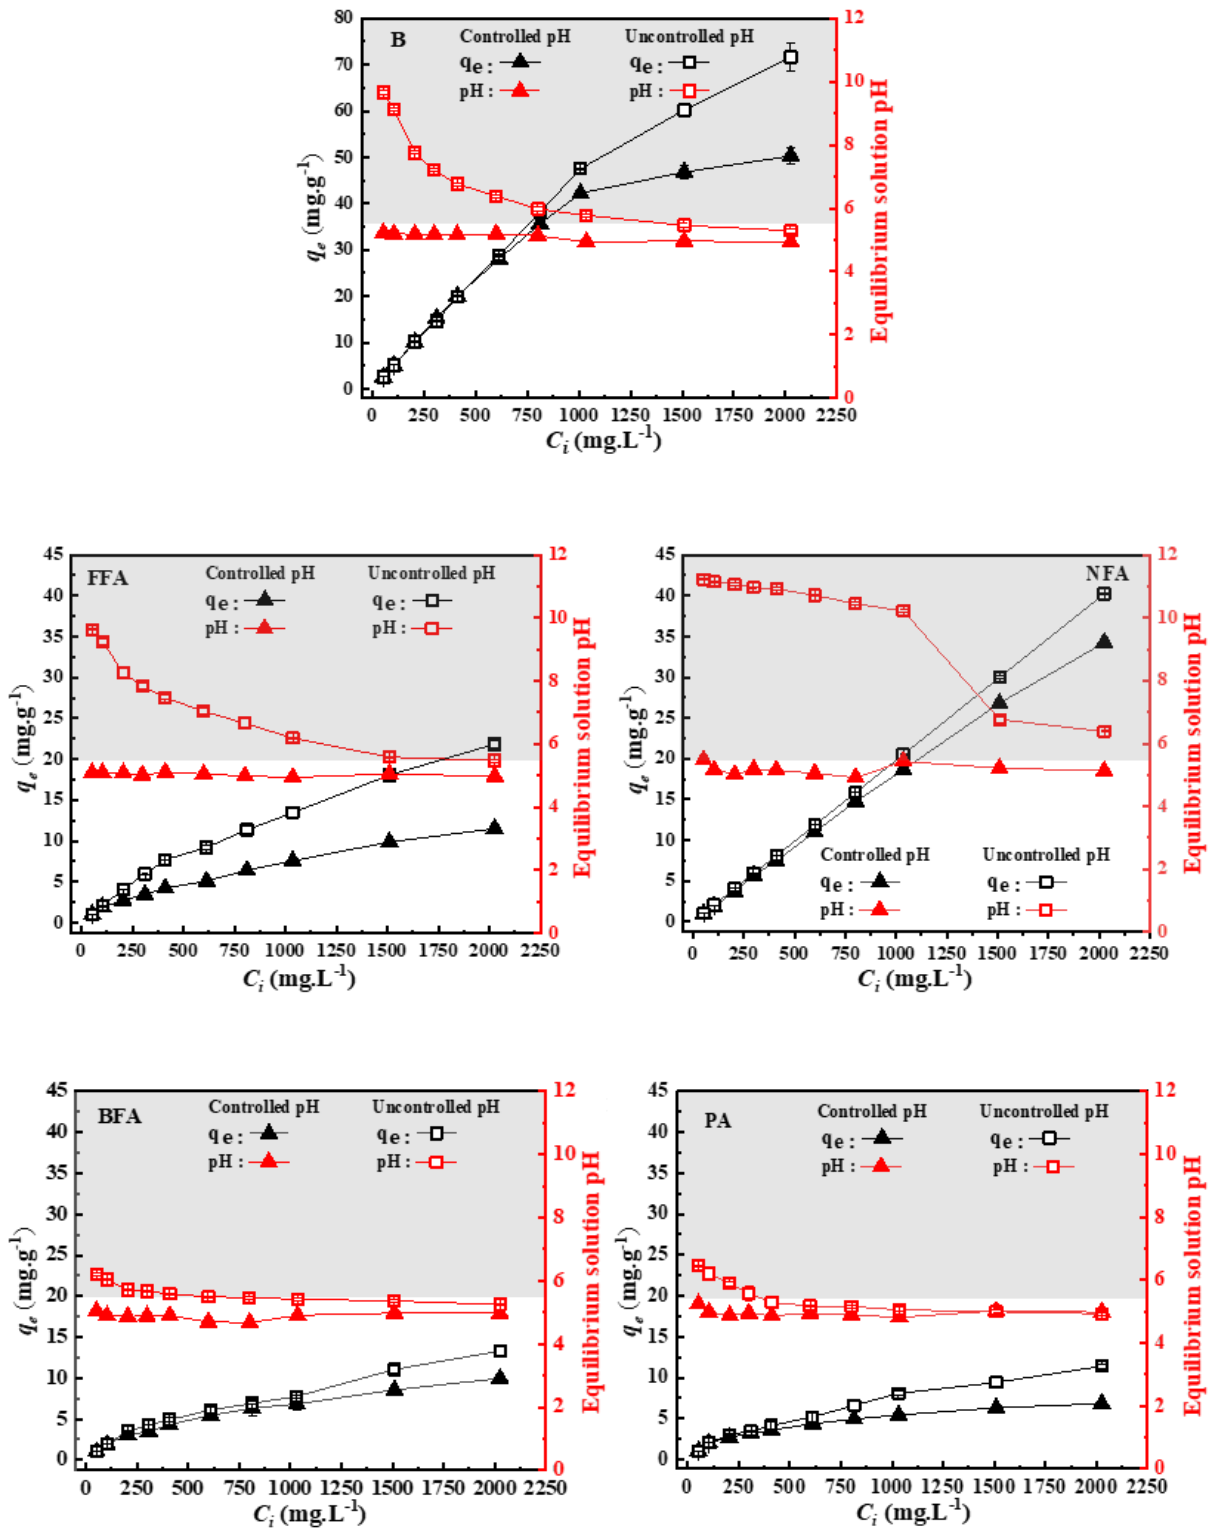 B
Controlled pH Uncontrolled pH
qe :
pH :
80
70
60
50
40
30
20
10
0
qe (mg.g-1)
12
10
8
6
4
2
0
Equilibrium solution pH
0 250 500 750 1000 1250 1500 1750 2000 2250
Ci (mg.L-1)
FFA
Controlled pH Uncontrolled pH
qe : qe :
pH : pH :
45
40
35
30
25
20
15
10
5
0
qe (mg.g-1)
12
10
8
6
4
2
0
Equilibrium solution pH
0 250 500 750 1000 1250 1500 1750 2000 2250
Ci (mg.L-1)
NFA
Controlled pH Uncontrolled pH
qe : qe :
pH : pH :
45
40
35
30
25
20
15
10
5
0
qe (mg.g-1)
12
10
8
6
4
2
0
Equilibrium solution pH
0 250 500 750 1000 1250 1500 1750 2000 2250
Ci (mg.L-1)
BFA
Controlled pH Uncontrolled pH
qe : qe :
pH : pH :
45
40
35
30
25
20
15
10
5
0
qe (mg.g-1)
12
10
8
6
4
2
0
Equilibrium solution pH
0 250 500 750 1000 1250 1500 1750 2000 2250
Ci (mg.L-1)
PA
Controlled pH Uncontrolled pH
qe : qe :
pH : pH :
45
40
35
30
25
20
15
10
5
0
qe (mg.g-1)
12
10
8
6
4
2
0
Equilibrium solution pH
0 250 500 750 1000 1250 1500 1750 2000 2250
Ci (mg.L-1)